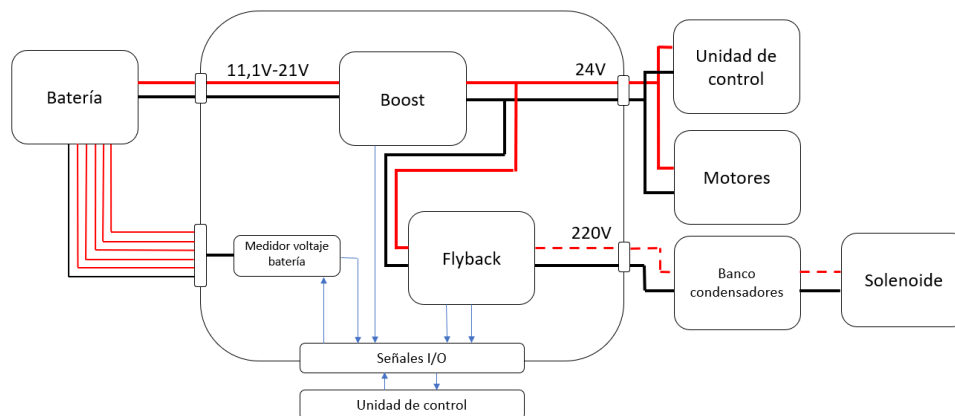 11,1V-21V
24V
Unidad de
control
Batería
Boost
Motores
Medidor voltaje
batería
Flyback
220V
Banco
condensadores
Solenoide
Señales I/O
Unidad de control